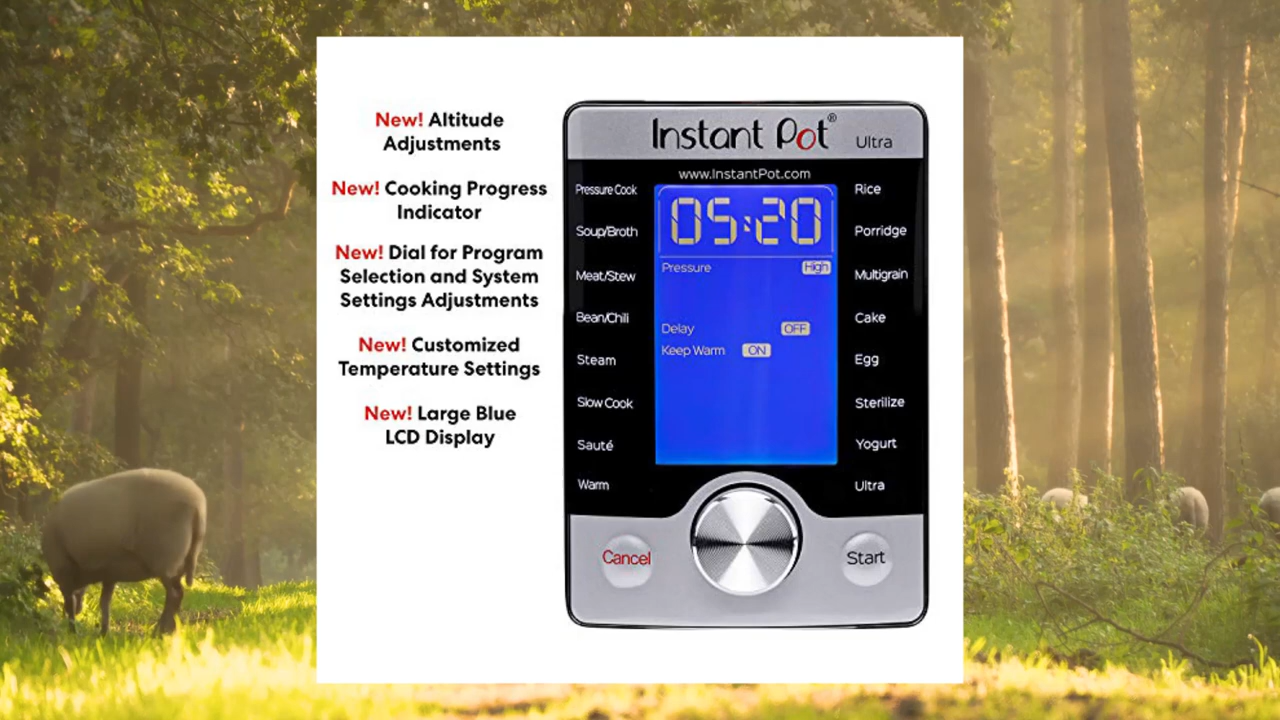 New! Altitude
Adjustments
New! Cooking Progress
Indicator
New! Dial for Program
Selection and System
Settings Adjustments
New! Customized
Temperature Settings
New! Large Blue
LCD Display
Instant Pot® Ultra
www.InstantPot.com
Pressure Cook
Soup/Broth
Meat/Stew
Bean/Chili
Steam
Slow Cook
Sauté
Warm
05:20
Pressure High
Delay OFF
Keep Warm ON
Rice
Porridge
Multigrain
Cake
Egg
Sterilize
Yogurt
Ultra
Cancel
Start